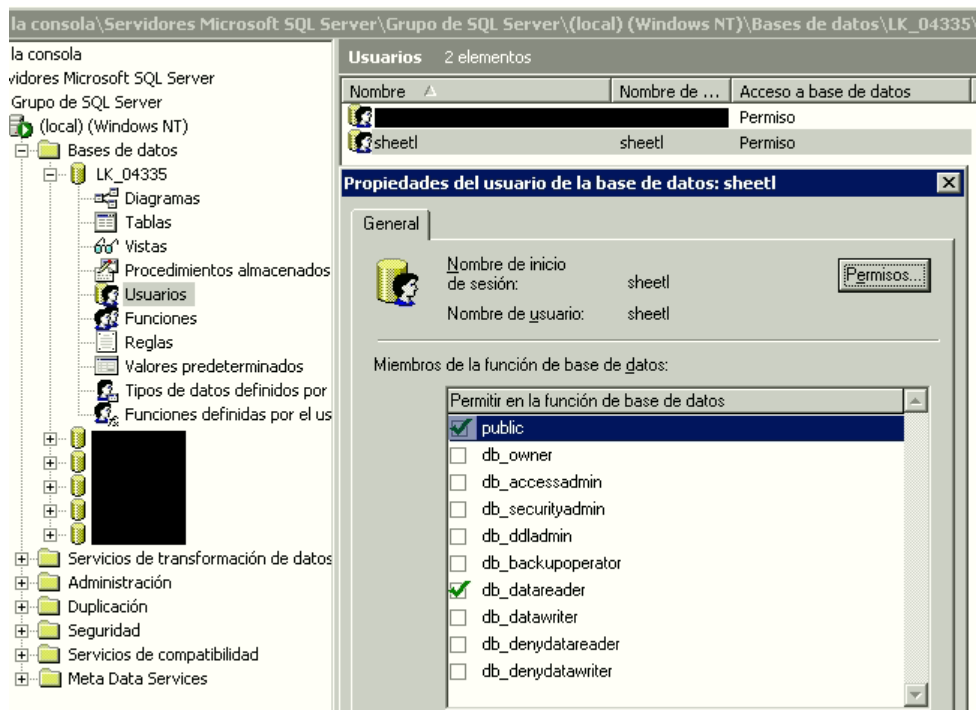 la consola\Servidores Microsoft SQL Server\Grupo de SQL Server\(local) (Windows NT)\Bases de datos\LK_04335\
la consola
vidores Microsoft SQL Server
Grupo de SQL Server
(local) (Windows NT)
Bases de datos
LK_04335
Diagramas
Tablas
Vistas
Procedimientos almacenados
Usuarios
Funciones
Reglas
Valores predeterminados
Tipos de datos definidos por
Funciones definidas por el us
Servicios de transformación de datos
Administración
Duplicación
Seguridad
Servicios de compatibilidad
Meta Data Services
Usuarios 2 elementos
Nombre Nombre de ... Acceso a base de datos
Permiso
sheetl sheetl Permiso
Propiedades del usuario de la base de datos: sheetl
General
Nombre de inicio
de sesión: sheetl
Permisos...
Nombre de usuario: sheetl
Miembros de la función de base de datos:
Permitir en la función de base de datos
public
db_owner
db_accessadmin
db_securityadmin
db_ddladmin
db_backupoperator
db_datareader
db_datawriter
db_denydatareader
db_denydatawriter